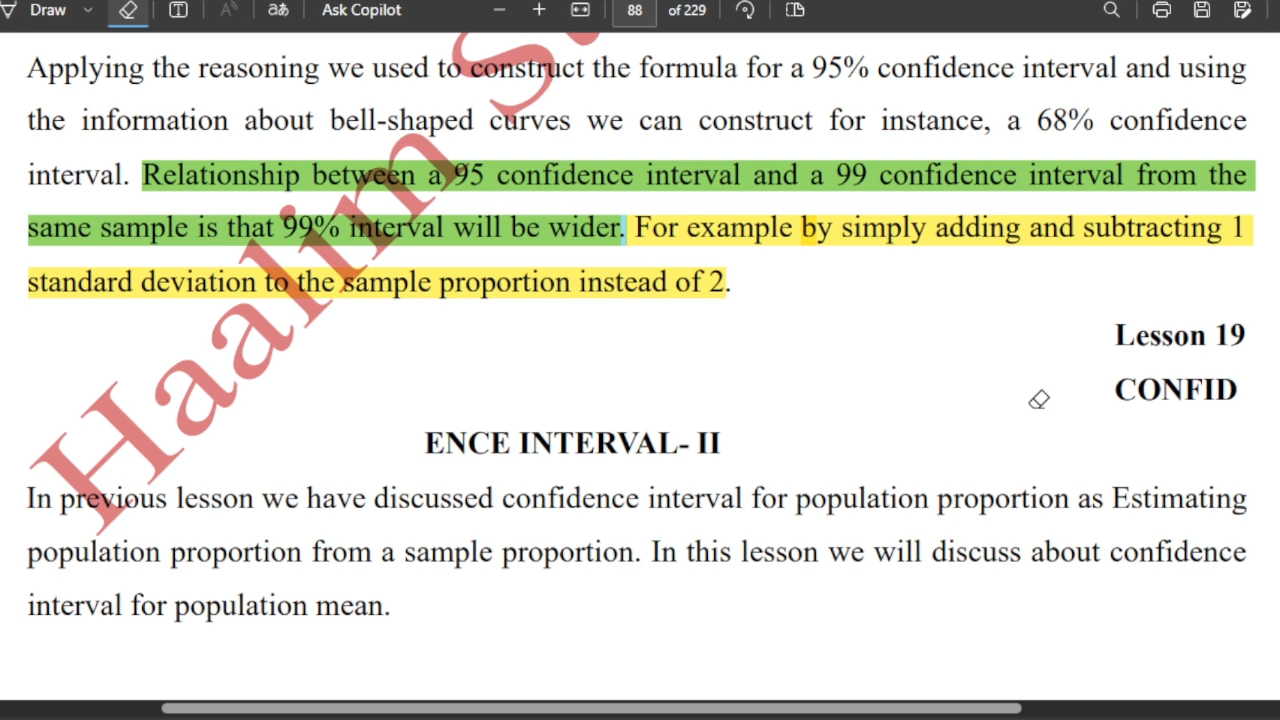 Draw
Ask Copilot
88 of 229
Applying the reasoning we used to construct the formula for a 95% confidence interval and using
the information about bell-shaped curves we can construct for instance, a 68% confidence
interval. Relationship between a 95 confidence interval and a 99 confidence interval from the
same sample is that 99% interval will be wider. For example by simply adding and subtracting 1
standard deviation to the sample proportion instead of 2.
Lesson 19
CONFID
ENCE INTERVAL- II
In previous lesson we have discussed confidence interval for population proportion as Estimating
population proportion from a sample proportion. In this lesson we will discuss about confidence
interval for population mean.
Haalim S.